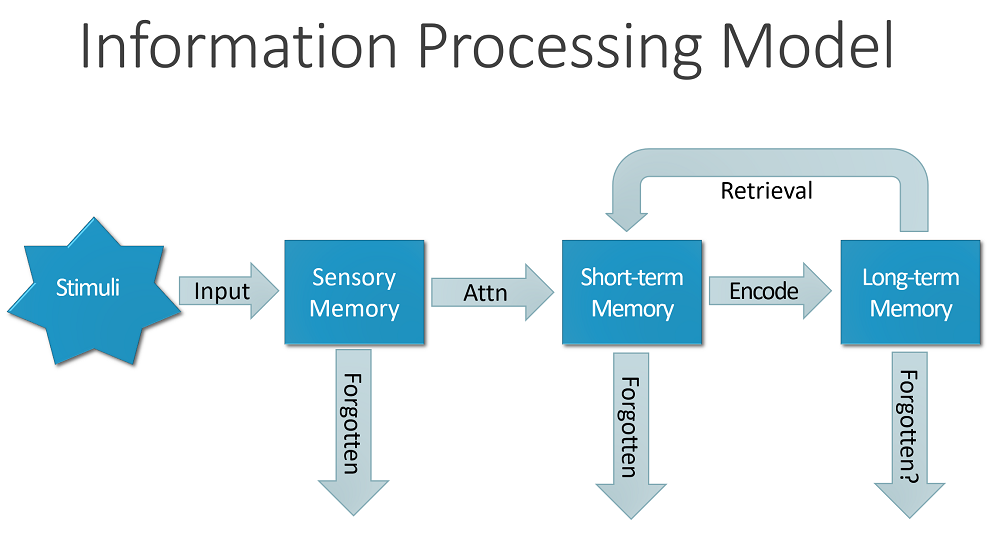 Information Processing Model
Retrieval
Stimuli
Input
Sensory
Memory
Attn
Short-term
Memory
Encode
Long-term
Memory
Forgotten
Forgotten
Forgotten?